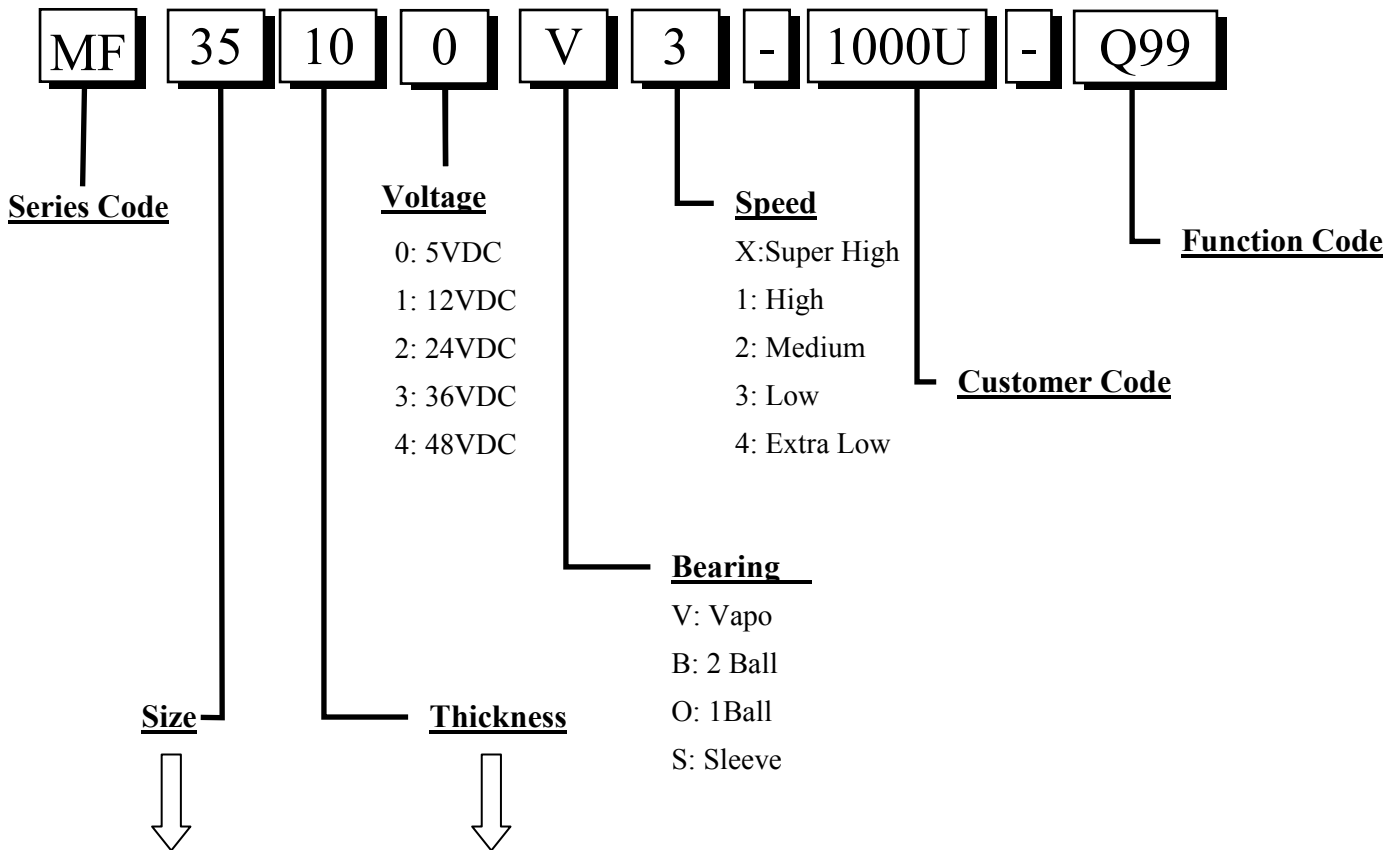 MF 35 10 0 V 3 - 1000U - Q99
Series Code
Voltage
0: 5VDC
1: 12VDC
2: 24VDC
3: 36VDC
4: 48VDC
Speed
X:Super High
1: High
2: Medium
3: Low
4: Extra Low
Function Code
Customer Code
Bearing
V: Vapo
B: 2 Ball
O: 1Ball
S: Sleeve
Size
Thickness